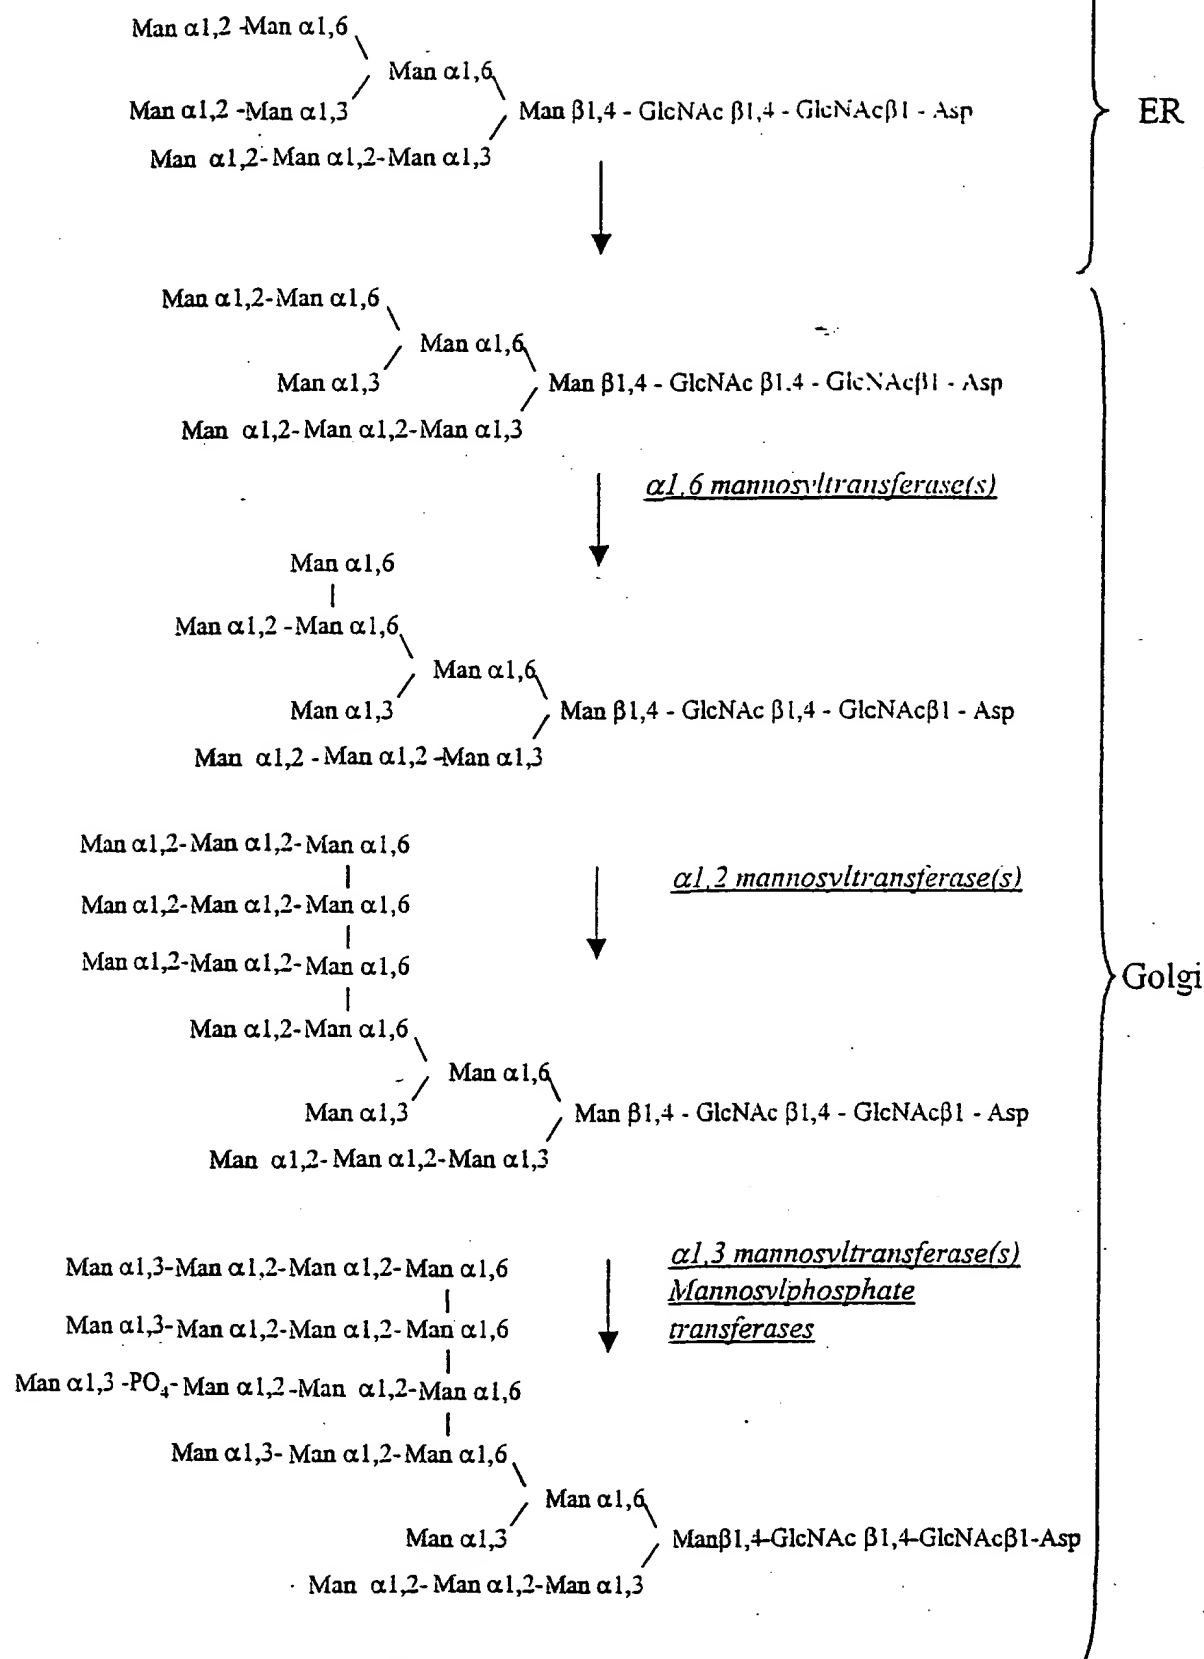 Man α1,2 -Man α1,6
Man α1,6
Man α1,2 -Man α1,3
Man β1,4 - GlcNAc β1,4 - GlcNAcβ1 - Asp
ER
Man α1,2- Man α1,2-Man α1,3
Man α1,2-Man α1,6
Man α1,6
Man α1,3
Man β1,4 - GlcNAc β1,4 - GlcNAcβ1 - Asp
Man α1,2- Man α1,2-Man α1,3
α1,6 mannosyltransferase(s)
Man α1,6
Man α1,2 -Man α1,6
Man α1,6
Man α1,3
Man β1,4 - GlcNAc β1,4 - GlcNAcβ1 - Asp
Man α1,2 - Man α1,2 -Man α1,3
Man α1,2- Man α1,2- Man α1,6
α1,2 mannosyltransferase(s)
Man α1,2-Man α1,2- Man α1,6
Man α1,2-Man α1,2- Man α1,6
Golgi
Man α1,2- Man α1,6
Man α1,6
Man α1,3
Man β1,4 - GlcNAc β1,4 - GlcNAcβ1 - Asp
Man α1,2- Man α1,2-Man α1,3
α1,3 mannosyltransferase(s)
Mannosylphosphate
transferases
Man α1,3-Man α1,2-Man α1,2-Man α1,6
Man α1,3-Man α1,2-Man α1,2- Man α1,6
Man α1,3 -PO₄- Man α1,2 -Man α1,2-Man α1,6
Man α1,3- Man α1,2- Man α1,6
Man α1,6
Man α1,3
Manβ1,4-GlcNAc β1,4-GlcNAcβ1-Asp
Man α1,2- Man α1,2-Man α1,3